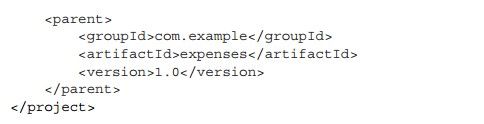 <parent>
<groupId>com.example</groupId>
<artifactId>expenses</artifactId>
<version>1.0</version>
</parent>
</project>